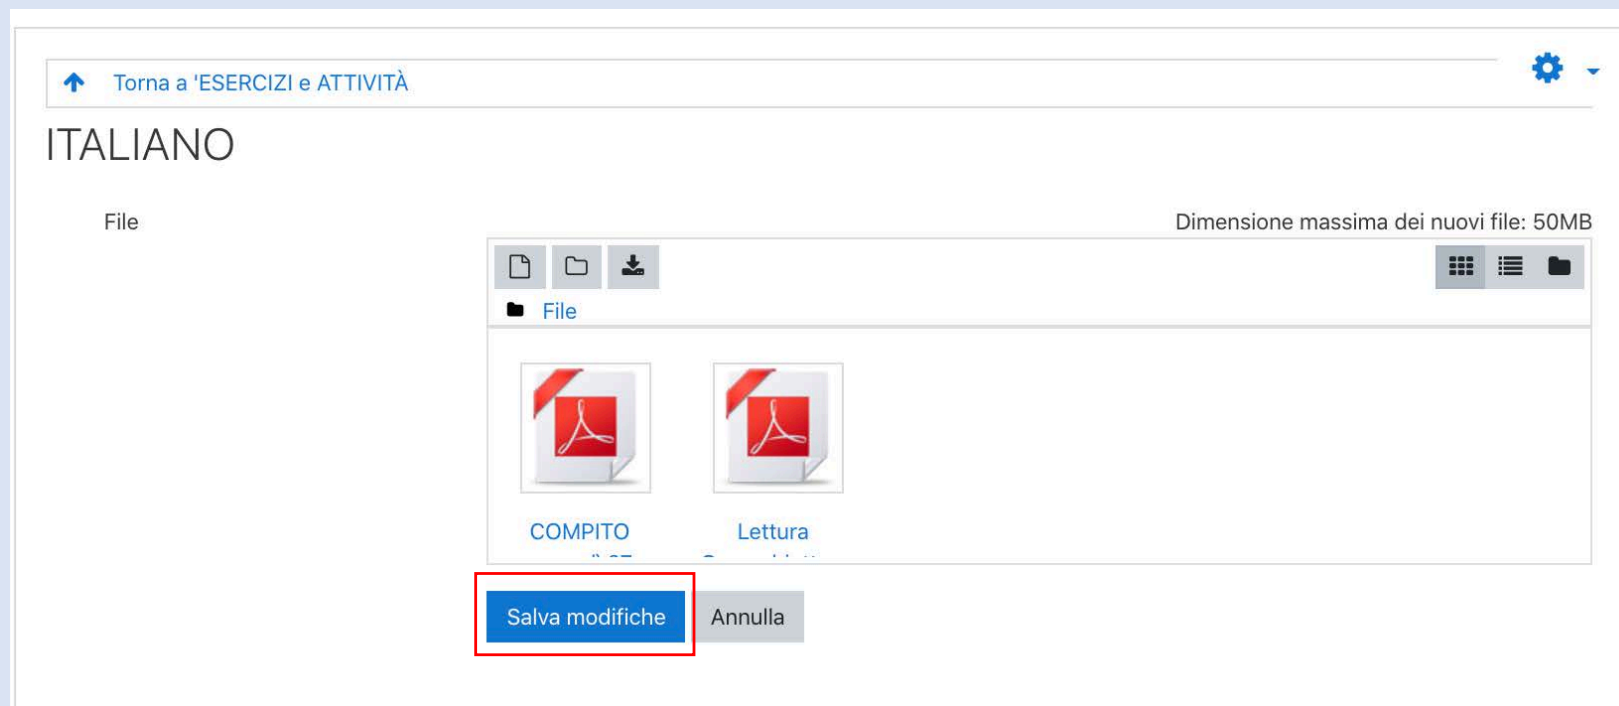 Torna a 'ESERCIZI e ATTIVITÀ
ITALIANO
File
Dimensione massima dei nuovi file: 50MB
File
COMPITO
Lettura
Salva modifiche
Annulla